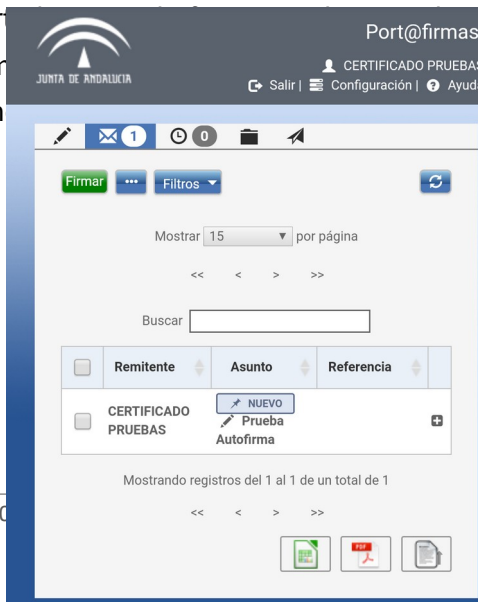 Port@firmas
JUNTA DE ANDALUCIA
CERTIFICADO PRUEBAS
Salir | Configuración | Ayuda
1 0
Firmar ... Filtros
Mostrar 15 por página
<< < > >>
Buscar
Remitente Asunto Referencia
NUEVO
CERTIFICADO PRUEBAS
Prueba Autofirma
Mostrando registros del 1 al 1 de un total de 1
<< < > >>
PDF